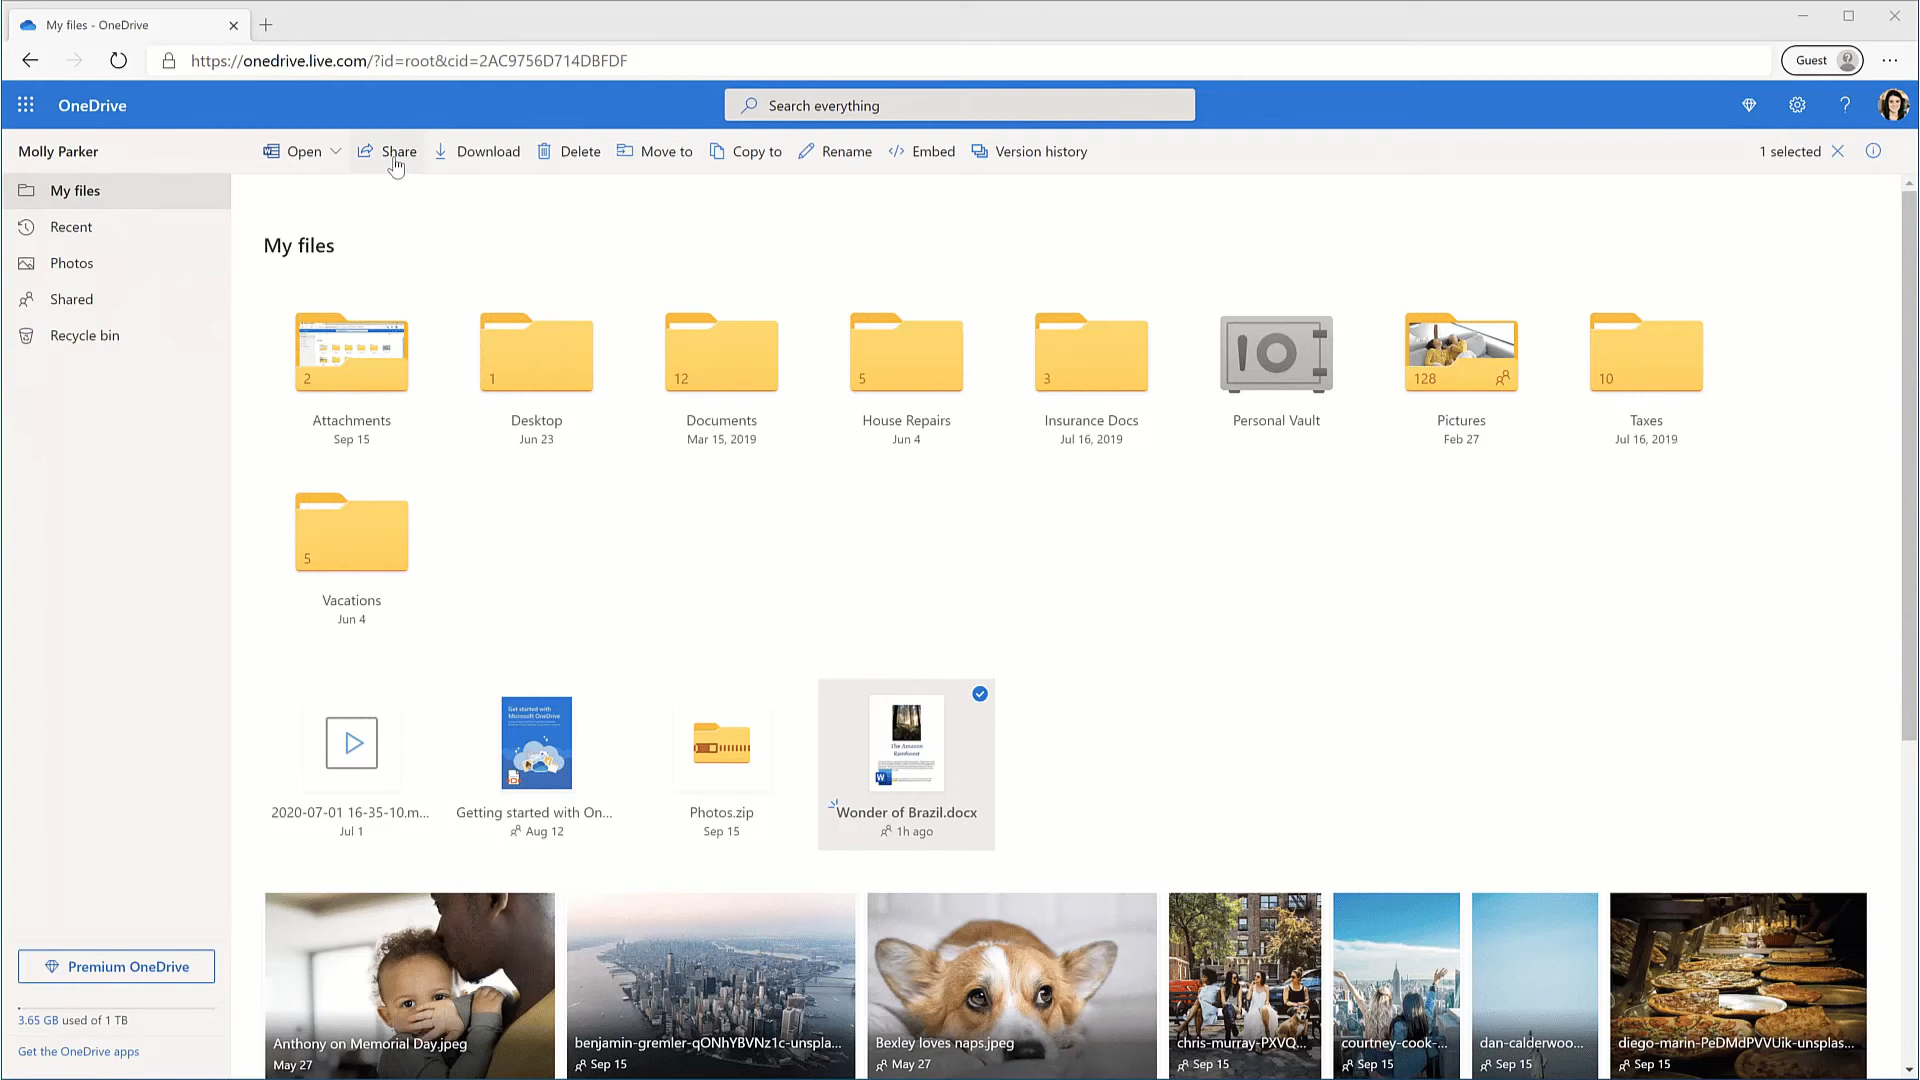 My files - OneDrive
https://onedrive.live.com/?id=root&cid=2AC9756D714DBFDF
Guest
OneDrive
Search everything
Molly Parker
Open
Share
Download
Delete
Move to
Copy to
Rename
Embed
Version history
1 selected
My files
Recent
Photos
Shared
Recycle bin
My files
2
1
12
5
3
128
10
Attachments
Desktop
Documents
House Repairs
Insurance Docs
Personal Vault
Pictures
Taxes
Sep 15
Jun 23
Mar 15, 2019
Jun 4
Jul 16, 2019
Feb 27
Jul 16, 2019
5
Vacations
Jun 4
Get started with
Microsoft OneDrive
The Amazon
Rainforest
W
2020-07-01 16-35-10.m...
Getting started with On...
Photos.zip
Wonder of Brazil.docx
Jul 1
Aug 12
Sep 15
1h ago
Premium OneDrive
3.65 GB used of 1 TB
Get the OneDrive apps
Anthony on Memorial Day.jpeg
May 27
benjamin-gremler-qONhYBVNz1c-unspla...
Sep 15
Bexley loves naps.jpeg
May 27
chris-murray-PXVQ...
Sep 15
courtney-cook-...
Sep 15
dan-calderwoo...
Sep 15
diego-marin-PeDMdPVVUik-unsplas...
Sep 15